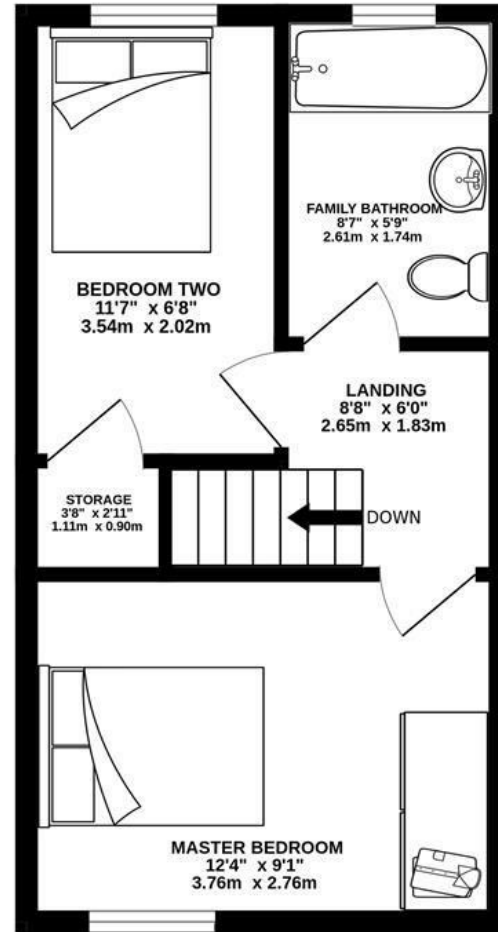 FAMILY BATHROOM
8'7" x 5'9"
2.61m x 1.74m
BEDROOM TWO
11'7" x 6'8"
3.54m x 2.02m
LANDING
8'8" x 6'0"
2.65m x 1.83m
STORAGE
3'8" x 2'11"
1.11m x 0.90m
DOWN
MASTER BEDROOM
12'4" x 9'1"
3.76m x 2.76m